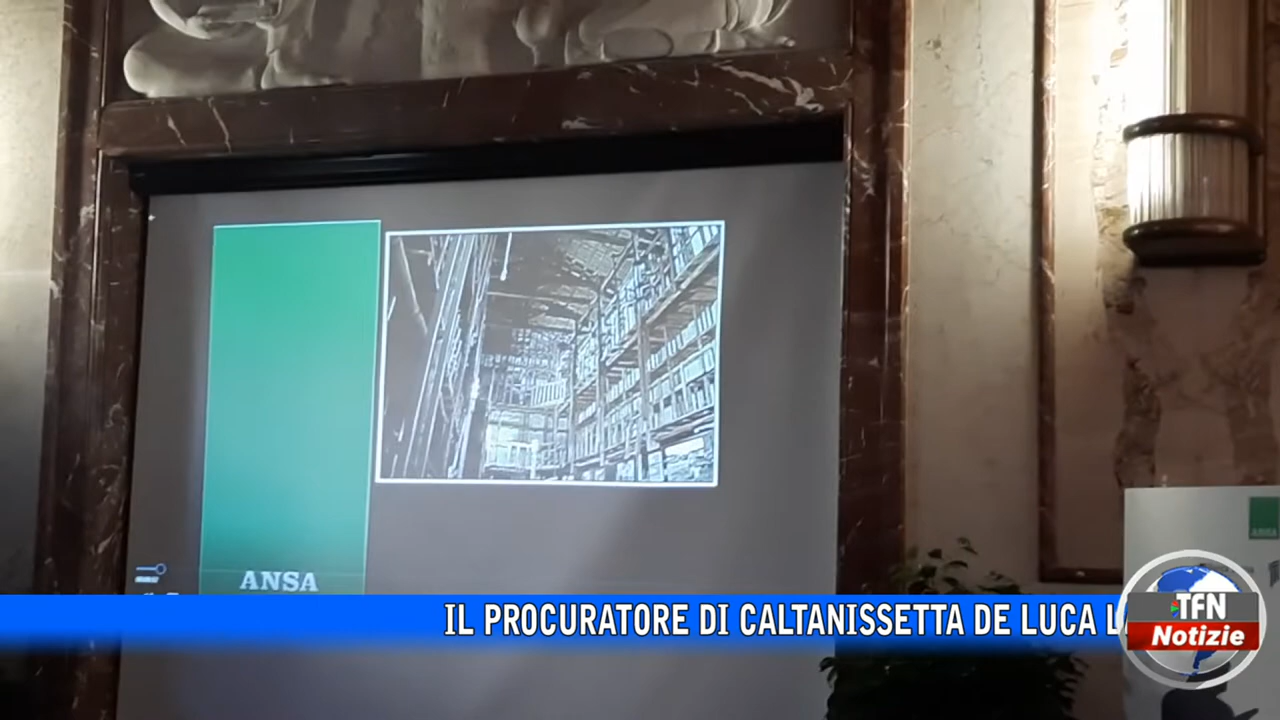 ANSA
IL PROCURATORE DI CALTANISSETTA DE LUCA
TFN
Notizie